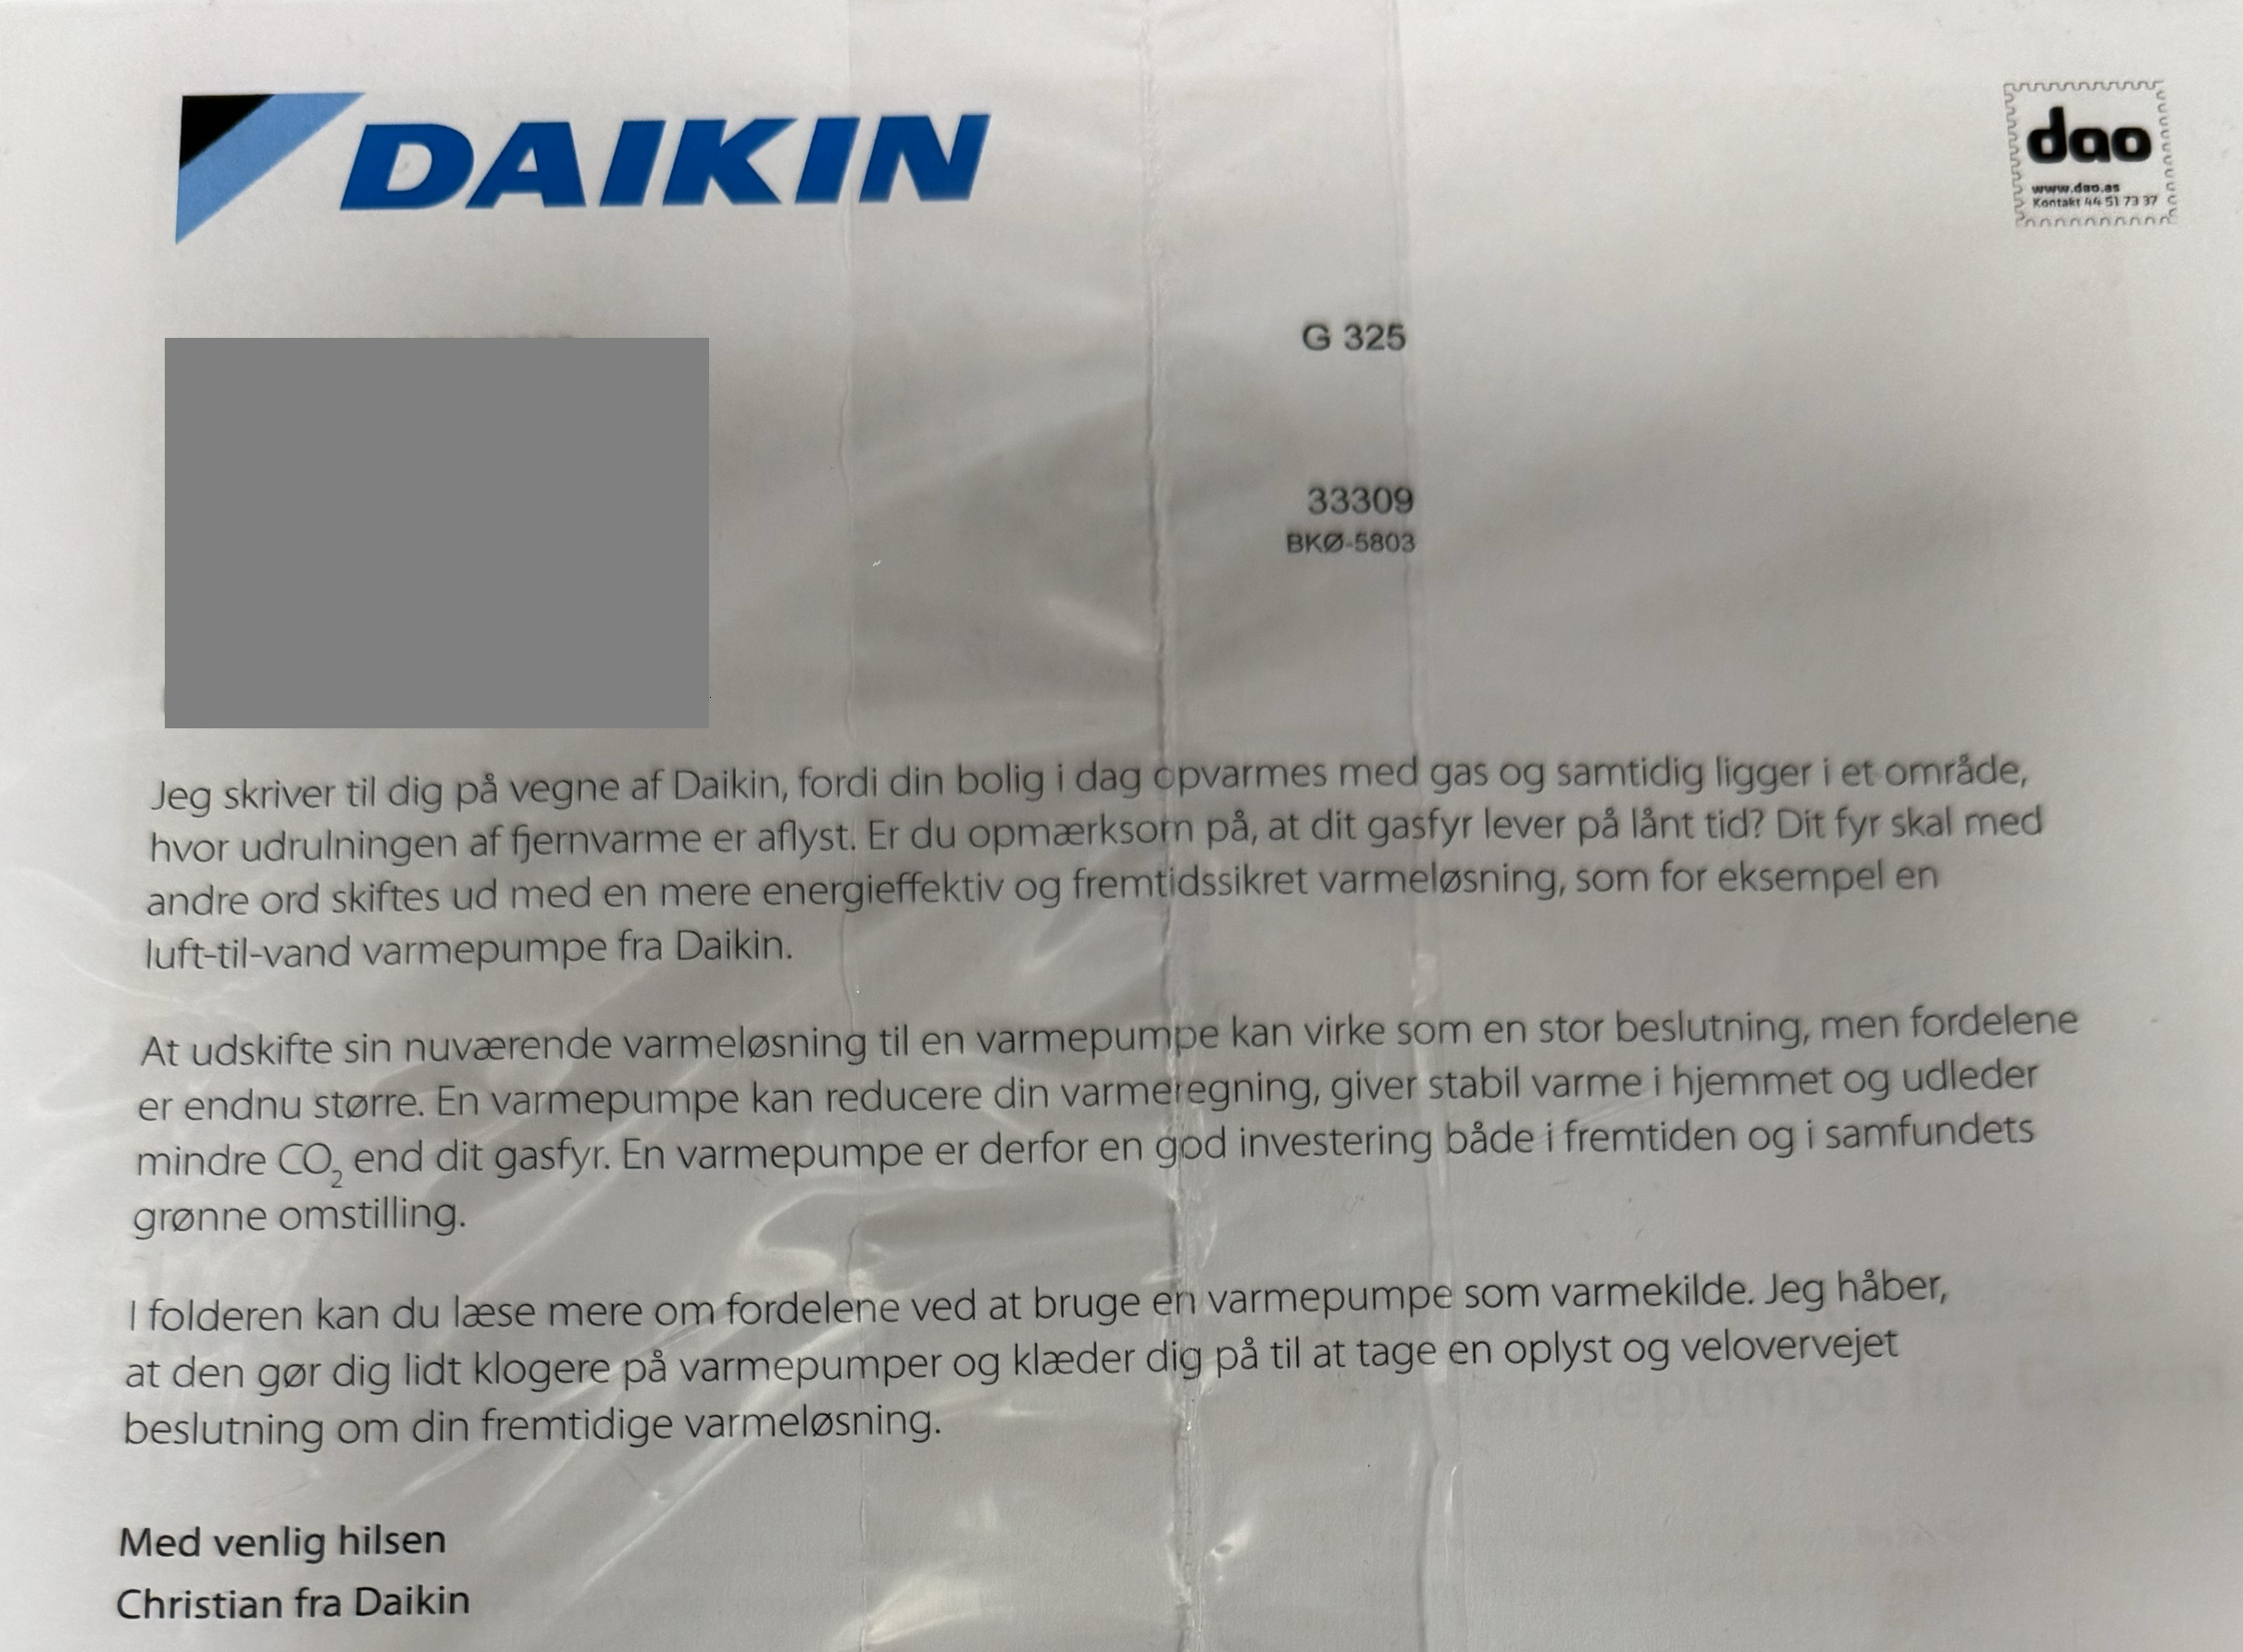 DAIKIN
dao
www.dao.as
Kontakt 44 51 73 37
G 325
33309
BKØ-5803
Jeg skriver til dig på vegne af Daikin, fordi din bolig i dag opvarmes med gas og samtidig ligger i et område,
hvor udrulningen af fjernvarme er aflyst. Er du opmærksom på, at dit gasfyr lever på lånt tid? Dit fyr skal med
andre ord skiftes ud med en mere energieffektiv og fremtidssikret varmeløsning, som for eksempel en
luft-til-vand varmepumpe fra Daikin.
At udskifte sin nuværende varmeløsning til en varmepumpe kan virke som en stor beslutning, men fordelene
er endnu større. En varmepumpe kan reducere din varmeregning, giver stabil varme i hjemmet og udleder
mindre CO₂ end dit gasfyr. En varmepumpe er derfor en god investering både i fremtiden og i samfundets
grønne omstilling.
I folderen kan du læse mere om fordelene ved at bruge en varmepumpe som varmekilde. Jeg håber,
at den gør dig lidt klogere på varmepumper og klæder dig på til at tage en oplyst og velovervejet
beslutning om din fremtidige varmeløsning.
Med venlig hilsen
Christian fra Daikin